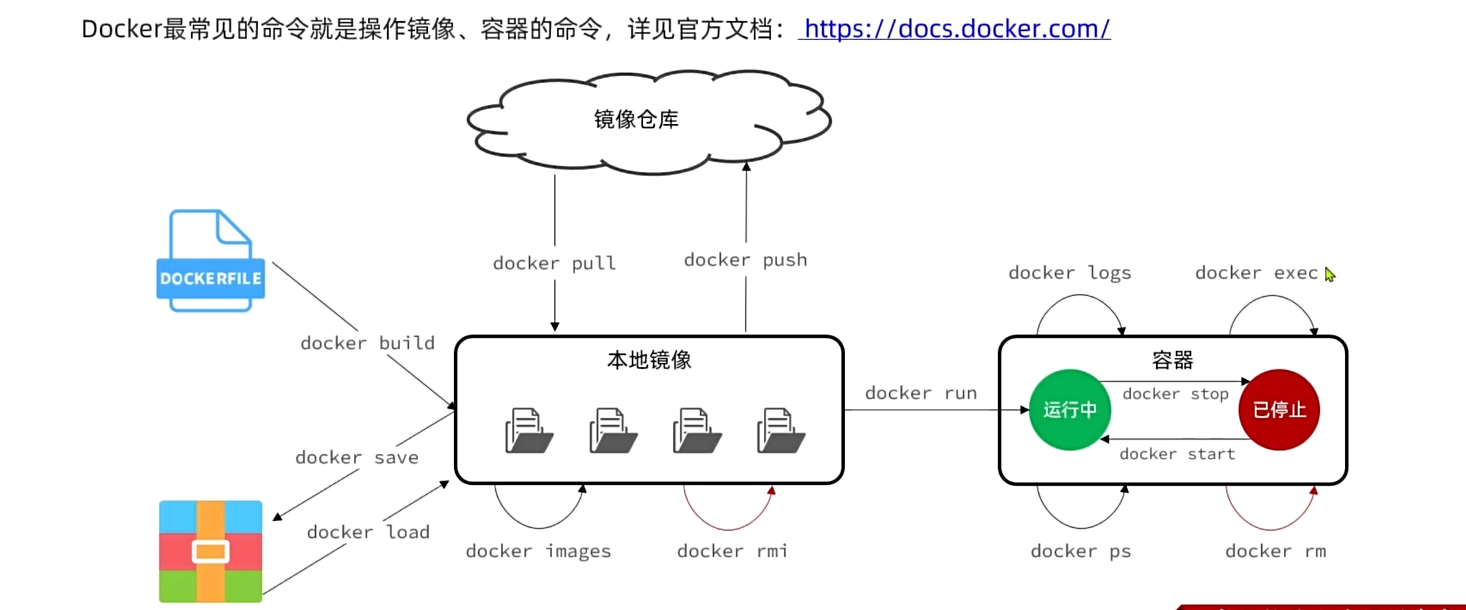 Docker最常见的命令就是操作镜像、容器的命令，详见官方文档： https://docs.docker.com/
镜像仓库
docker pull
docker push
DOCKERFILE
docker build
docker logs
docker exec
本地镜像
容器
docker run
运行中
docker stop
已停止
docker start
docker save
docker load
docker images
docker rmi
docker ps
docker rm